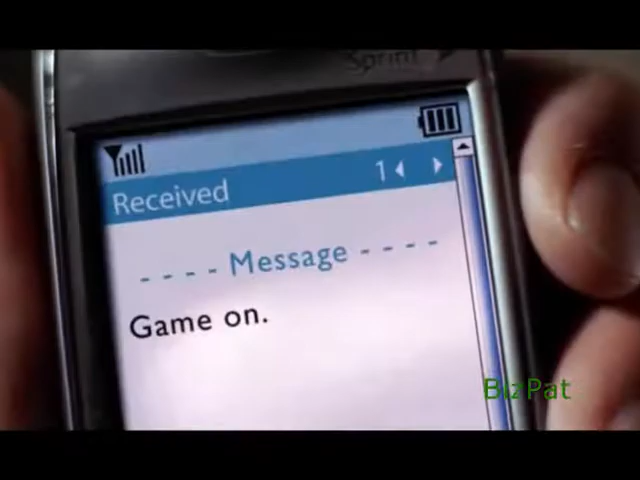 Sprint
Received 1
- - - - Message - - - -
Game on.
BizPat